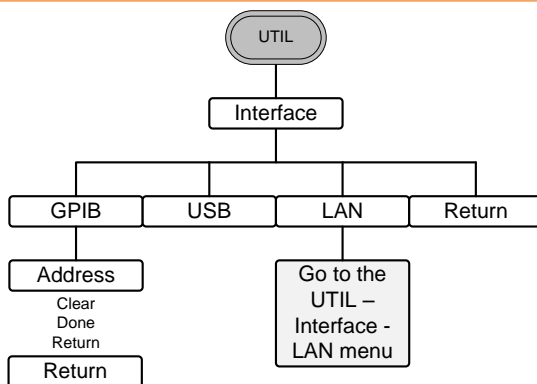 UTIL
Interface
GPIB
USB
LAN
Return
Address
Clear
Done
Return
Return
Go to the
UTIL –
Interface -
LAN menu